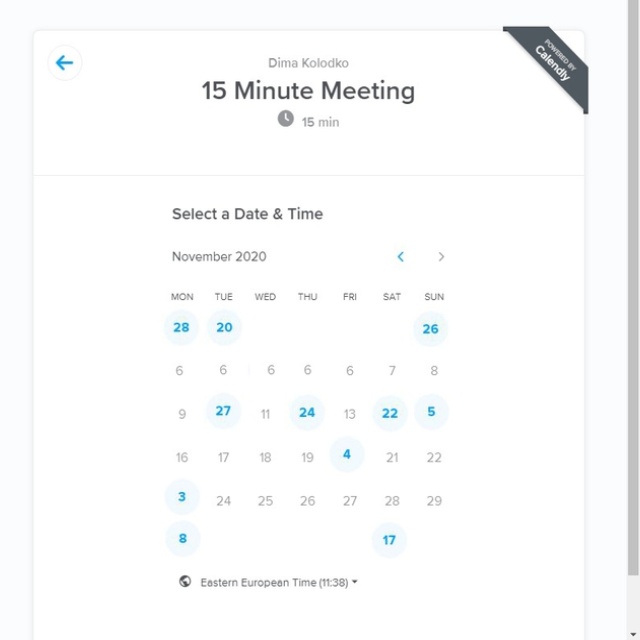 POWERED BY
Calendly
Dima Kolodko
15 Minute Meeting
15 min
Select a Date & Time
November 2020
MON TUE WED THU FRI SAT SUN
28 20 26
6 6 6 6 6 7 8
9 27 11 24 13 22 5
16 17 18 19 4 21 22
3 24 25 26 27 28 29
8 17
Eastern European Time (11:38)